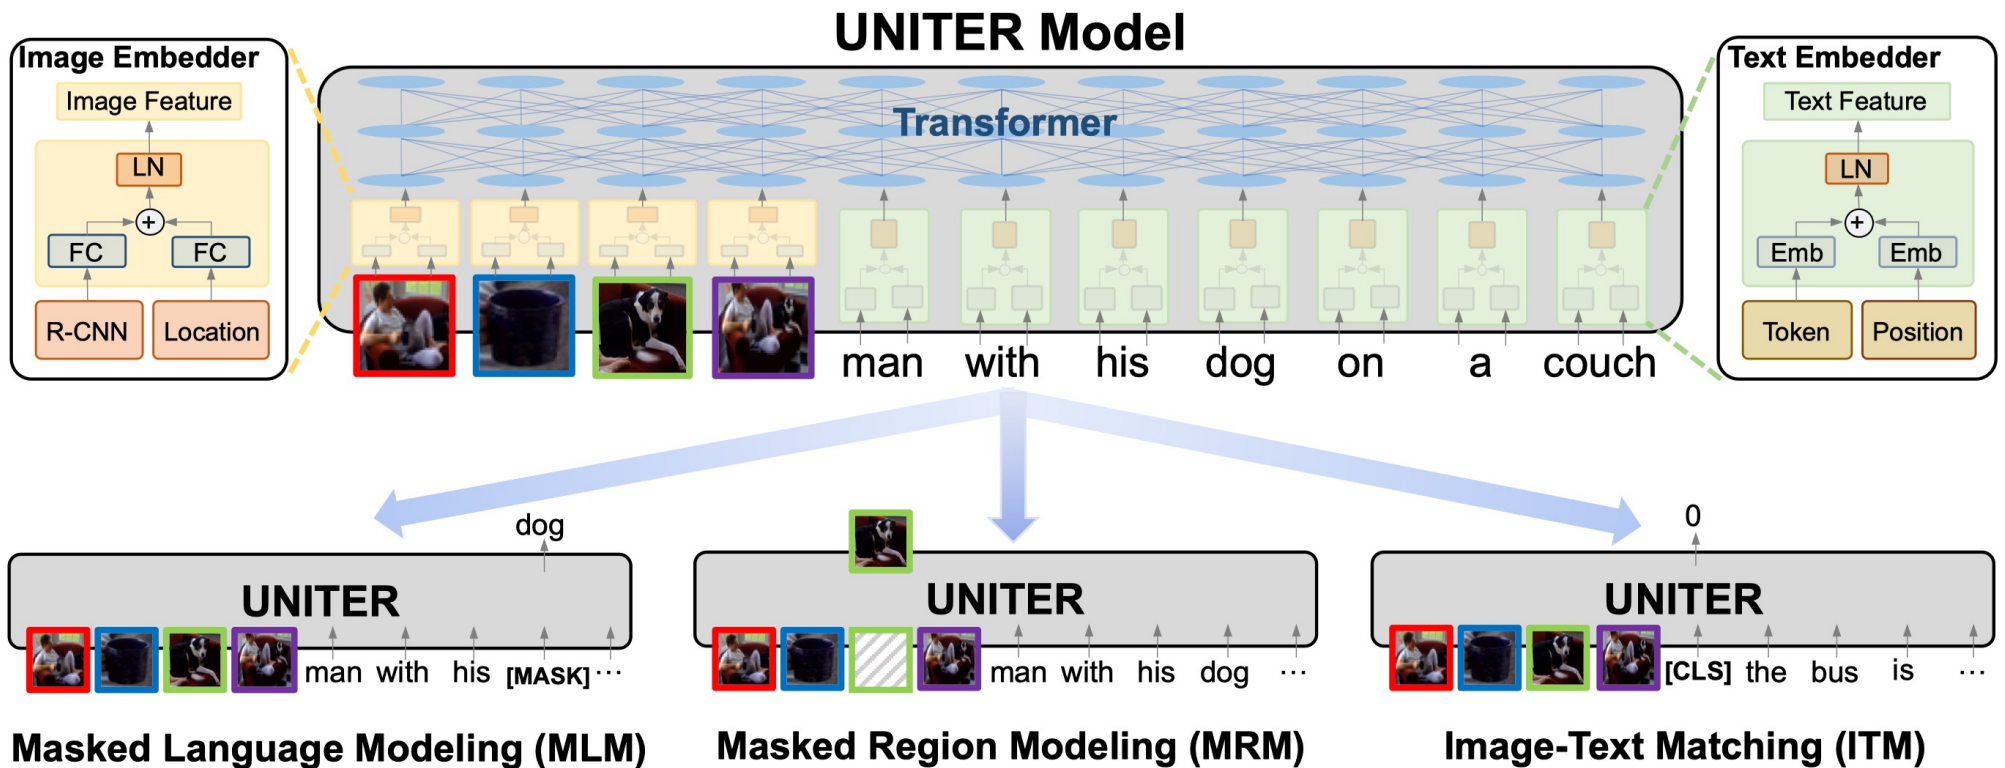 UNITER Model
Image Embedder
Image Feature
LN
+
FC
FC
R-CNN
Location
Transformer
man with his dog on a couch
Text Embedder
Text Feature
LN
+
Emb
Emb
Token
Position
dog
UNITER
man with his [MASK] ...
Masked Language Modeling (MLM)
UNITER
man with his dog ...
Masked Region Modeling (MRM)
0
UNITER
[CLS] the bus is ...
Image-Text Matching (ITM)